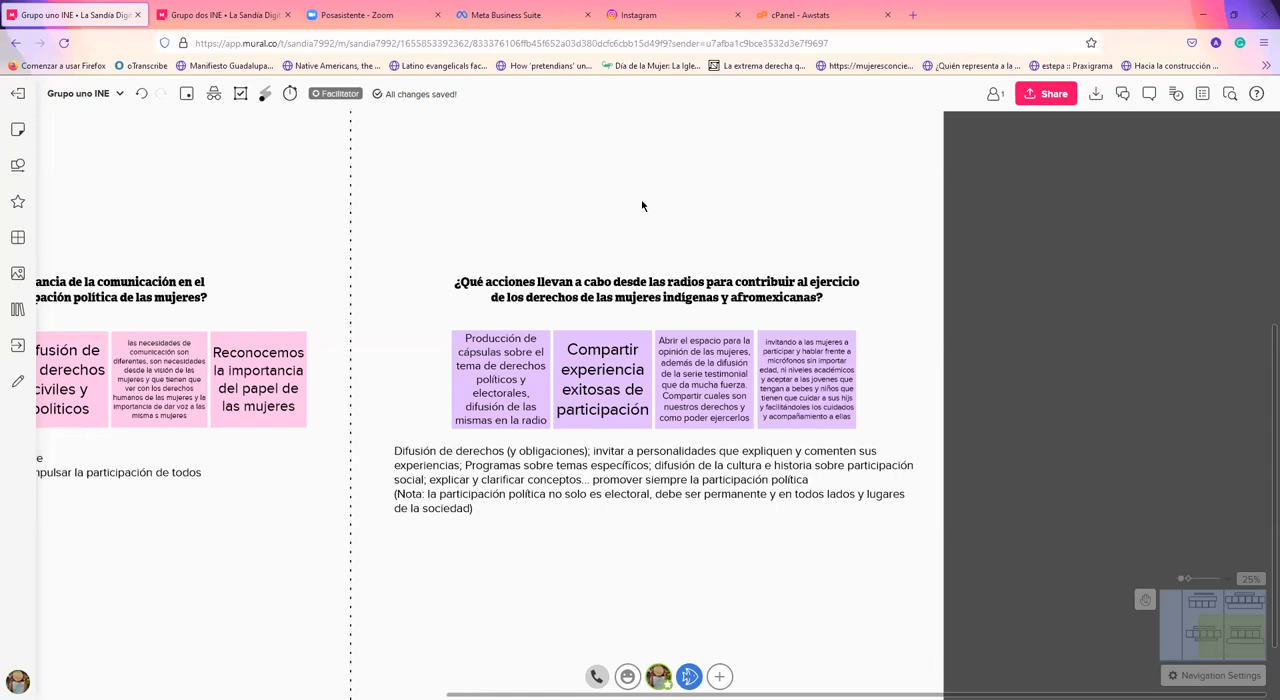 Grupo uno INE • La Sandía Digi
Grupo dos INE • La Sandía Digit
Posasistente - Zoom
Meta Business Suite
Instagram
cPanel - Awstats
https://app.mural.co/t/sandia7992/m/sandia7992/1655853392362/833376106ffb45f652a03d380dcfc6cbb15d49f9?sender=u7afba1c9bce3532d3e7f9697
Comenzar a usar Firefox
oTranscribe
Manifiesto Guadalupa...
Native Americans, the ...
Latino evangelicals fac...
How 'pretendians' un...
Día de la Mujer: La Igle...
La extrema derecha q...
https://mujeresconcie...
¿Quién representa a la ...
estepa :: Praxigrama
Hacia la construcción ...
Grupo uno INE
Facilitator
All changes saved!
1
Share
ancia de la comunicación en el
pación política de las mujeres?
fusión de
derechos
civiles y
políticos
las necesidades de
comunicación son
diferentes, son necesidades
desde la visión de las
mujeres y que tienen que
ver con los derechos
humanos de las mujeres y la
importancia de dar voz a las
misma s mujeres
Reconocemos
la importancia
del papel de
las mujeres
e
mpulsar la participación de todos
¿Qué acciones llevan a cabo desde las radios para contribuir al ejercicio
de los derechos de las mujeres indígenas y afromexicanas?
Producción de
cápsulas sobre el
tema de derechos
políticos y
electorales,
difusión de las
mismas en la radio
Compartir
experiencia
exitosas de
participación
Abrir el espacio para la
opinión de las mujeres,
además de la difusión
de la serie testimonial
que da mucha fuerza.
Compartir cuales son
nuestros derechos y
como poder ejercerlos
invitando a las mujeres a
participar y hablar frente a
micrófonos sin importar
edad, ni niveles académicos
y aceptar a las jovenes que
tengan a bebes y niños que
tienen que cuidar a sus hijs
y facilitándoles los cuidados
y acompañamiento a ellas
Difusión de derechos (y obligaciones); invitar a personalidades que expliquen y comenten sus
experiencias; Programas sobre temas específicos; difusión de la cultura e historia sobre participación
social; explicar y clarificar conceptos... promover siempre la participación política
(Nota: la participación política no solo es electoral, debe ser permanente y en todos lados y lugares
de la sociedad)
25%
Navigation Settings